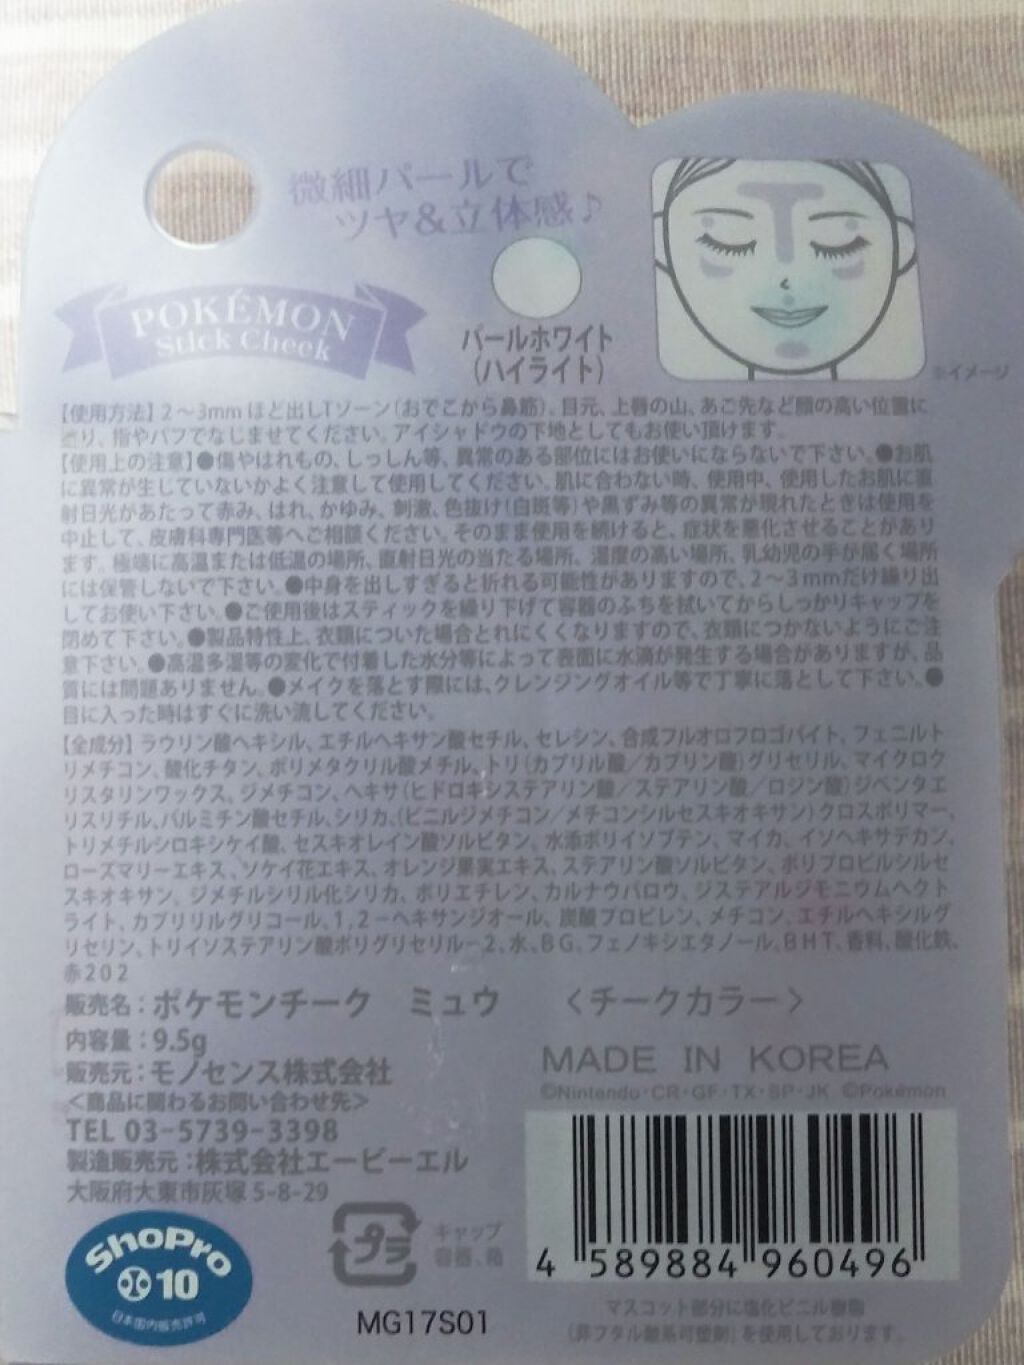 微細パールで
ツヤ&立体感♪
POKÉMON
Stick Cheek
パールホワイト
(ハイライト)
※イメージ
【使用方法】2〜3mmほど出しTゾーン(おでこから鼻筋)、目元、上唇の山、あご先など顔の高い位置に
塗り、指やパフでなじませてください。アイシャドウの下地としてもお使い頂けます。
【使用上の注意】●傷やはれもの、しっしん等、異常のある部位にはお使いにならないで下さい。●お肌
に異常が生じていないかよく注意して使用してください。肌に合わない時、使用中、使用したお肌に直
射日光があたって赤み、はれ、かゆみ、刺激、色抜け(白斑等)や黒ずみ等の異常が現れたときは使用を
中止して、皮膚科専門医等へご相談ください。そのまま使用を続けると、症状を悪化させることがあり
ます。極端に高温または低温の場所、直射日光の当たる場所、湿度の高い場所、乳幼児の手が届く場所
には保管しないで下さい。●中身を出しすぎると折れる可能性がありますので、2〜3mmだけ繰り出
してお使い下さい。●ご使用後はスティックを繰り下げて容器のふちを拭いてからしっかりキャップを
閉めて下さい。●製品特性上、衣類についた場合とれにくくなりますので、衣類につかないようにご注
意下さい。●高温多湿等の変化で付着した水分等によって表面に水滴が発生する場合がありますが、品
質には問題ありません。●メイクを落とす際には、クレンジングオイル等で丁寧に落として下さい。●
目に入った時はすぐに洗い流してください。
【全成分】ラウリン酸ヘキシル、エチルヘキサン酸セチル、セレシン、合成フルオロフロゴパイト、フェニルト
リメチコン、酸化チタン、ポリメタクリル酸メチル、トリ(カプリル酸/カプリン酸)グリセリル、マイクロク
リスタリンワックス、ジメチコン、ヘキサ(ヒドロキシステアリン酸/ステアリン酸/ロジン酸)ジペンタエ
リスリチル、パルミチン酸セチル、シリカ、(ビニルジメチコン/メチコンシルセスキオキサン)クロスポリマー、
トリメチルシロキシケイ酸、セスキオレイン酸ソルビタン、水添ポリイソブテン、マイカ、イソヘキサデカン、
ローズマリーエキス、ソケイ花エキス、オレンジ果実エキス、ステアリン酸ソルビタン、ポリプロピルシルセ
スキオキサン、ジメチルシリル化シリカ、ポリエチレン、カルナウバロウ、ジステアルジモニウムヘクト
ライト、カプリリルグリコール、1,2-ヘキサンジオール、炭酸プロピレン、メチコン、エチルヘキシルグ
リセリン、トリイソステアリン酸ポリグリセリル-2、水、BG、フェノキシエタノール、BHT、香料、酸化鉄、
赤202
販売名:ポケモンチーク ミュウ 〈チークカラー〉
内容量:9.5g
販売元:モノセンス株式会社
<商品に関わるお問い合わせ先>
TEL 03-5739-3398
製造販売元:株式会社エービーエル
大阪府大東市灰塚5-8-29
MADE IN KOREA
©Nintendo・CR・GF・TX・SP・JK ©Pokémon
4 589884 960496
ShoPro
10
日本国内販売許可
プラ
キャップ
容器、箱
MG17S01
マスコット部分に塩化ビニル樹脂
(非フタル酸系可塑剤)を使用しております。